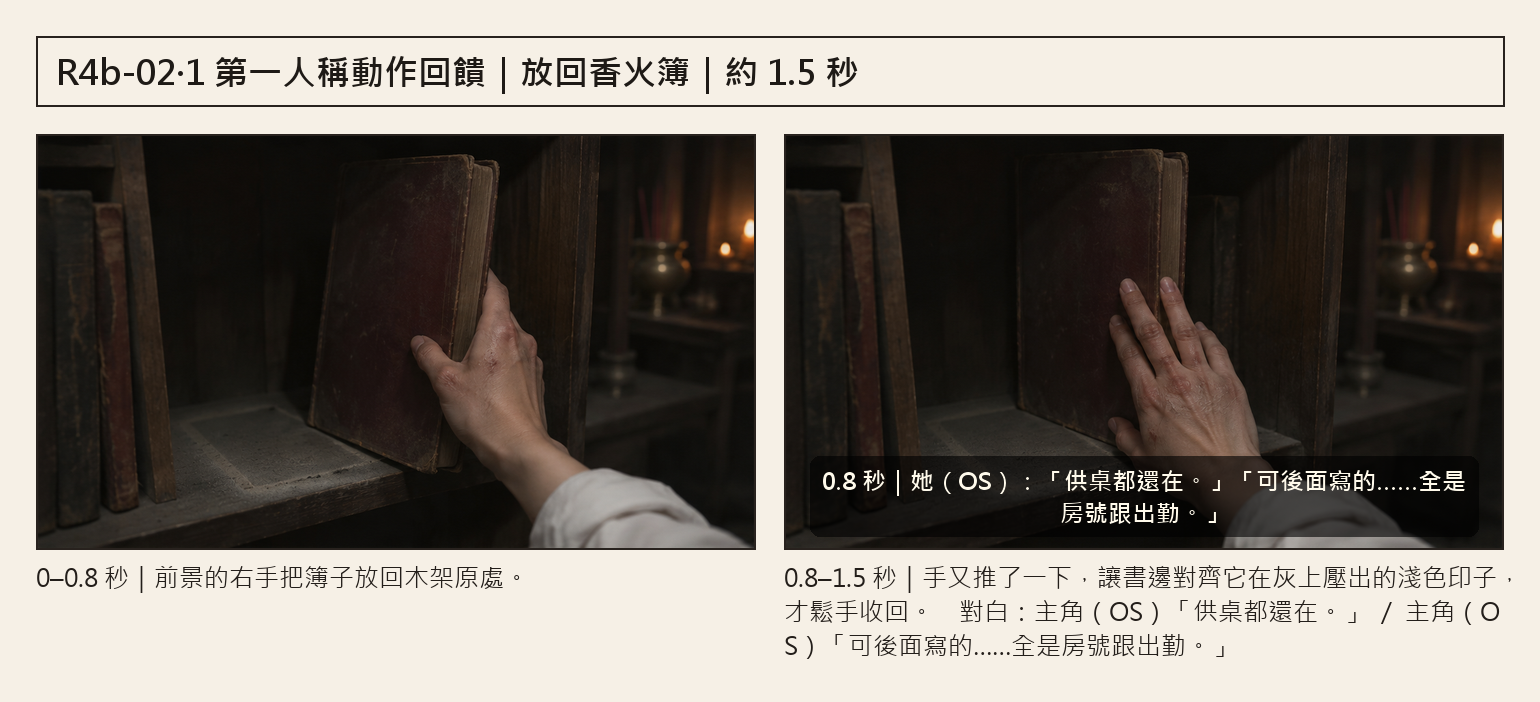 R4b-02·1 第一人稱動作回饋｜放回香火簿｜約 1.5 秒
0.8 秒｜她（OS）：「供桌都還在。」「可後面寫的……全是
房號跟出勤。」
0–0.8 秒｜前景的右手把簿子放回木架原處。
0.8–1.5 秒｜手又推了一下，讓書邊對齊它在灰上壓出的淺色印子，
才鬆手收回。　對白：主角（OS）「供桌都還在。」 / 主角（O
S）「可後面寫的……全是房號跟出勤。」